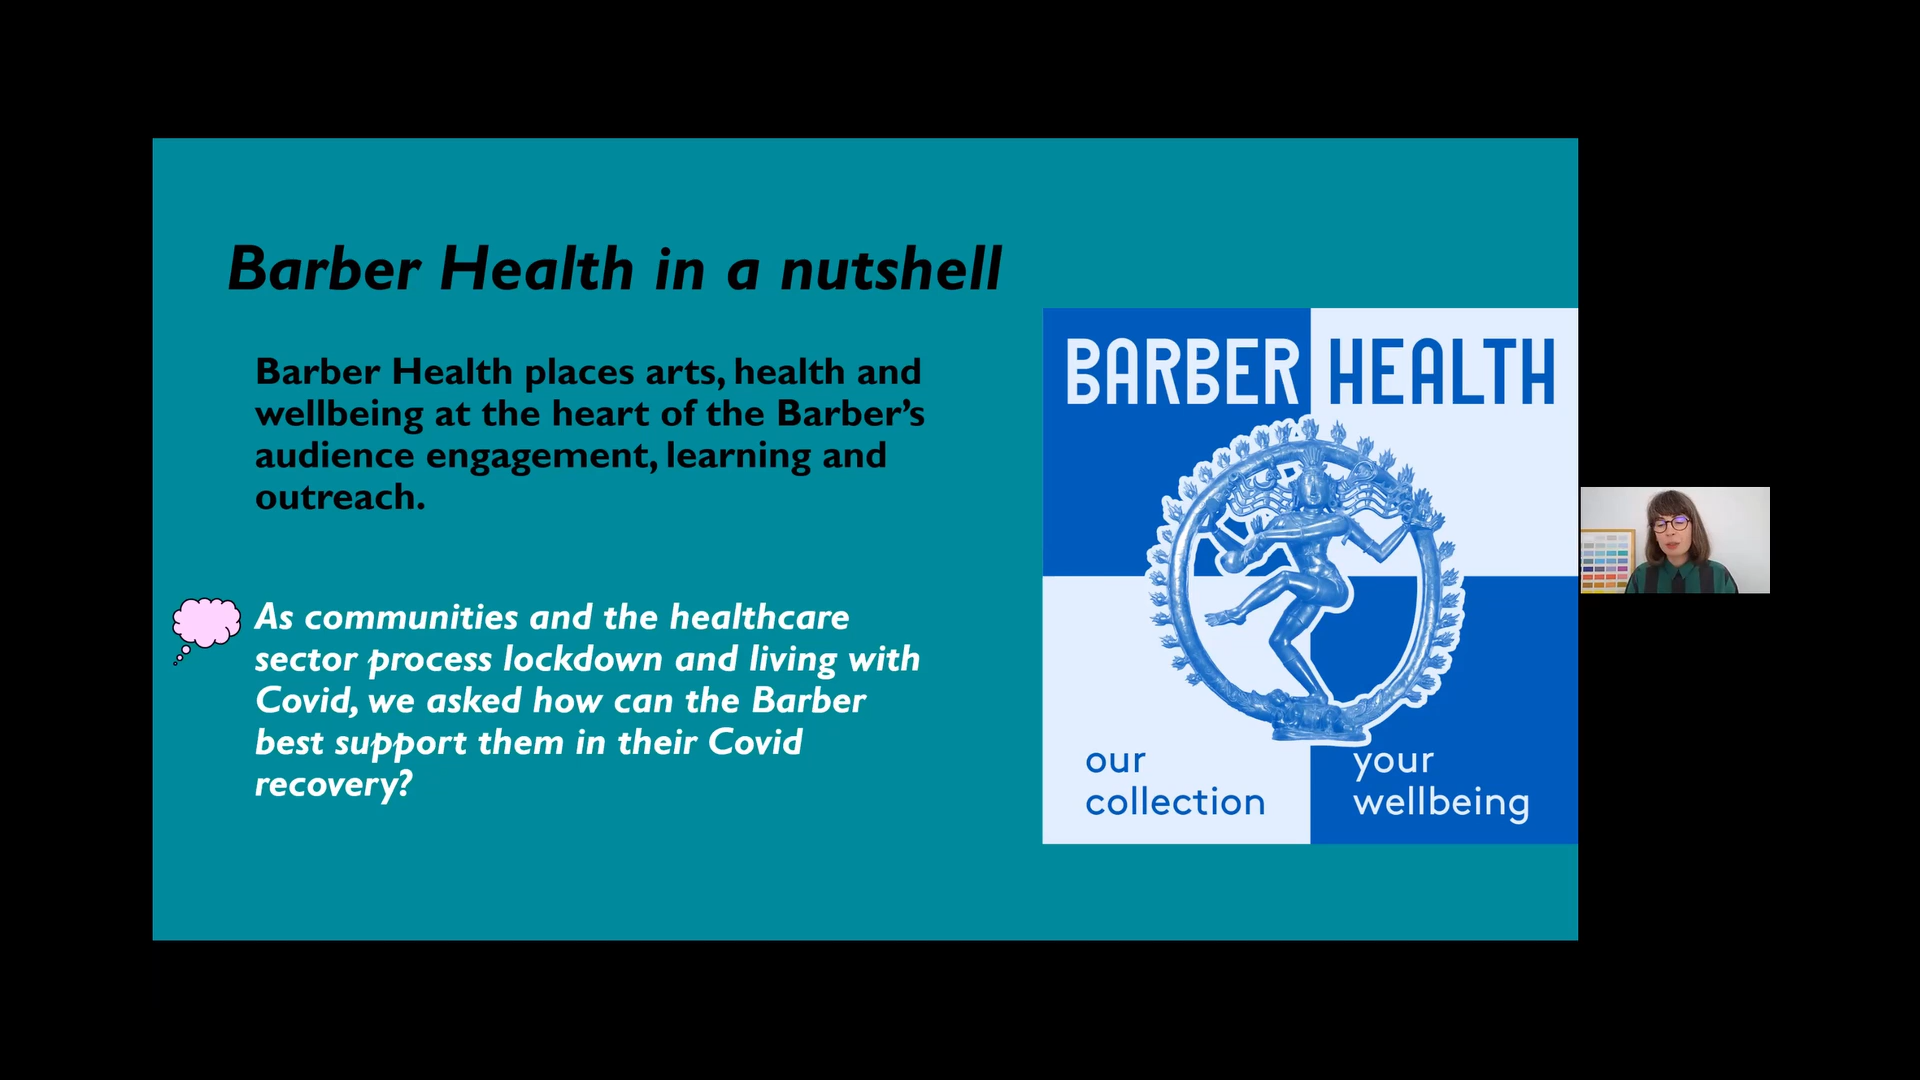 Barber Health in a nutshell
Barber Health places arts, health and
wellbeing at the heart of the Barber’s
audience engagement, learning and
outreach.
As communities and the healthcare
sector process lockdown and living with
Covid, we asked how can the Barber
best support them in their Covid
recovery?
BARBER HEALTH
our
collection
your
wellbeing